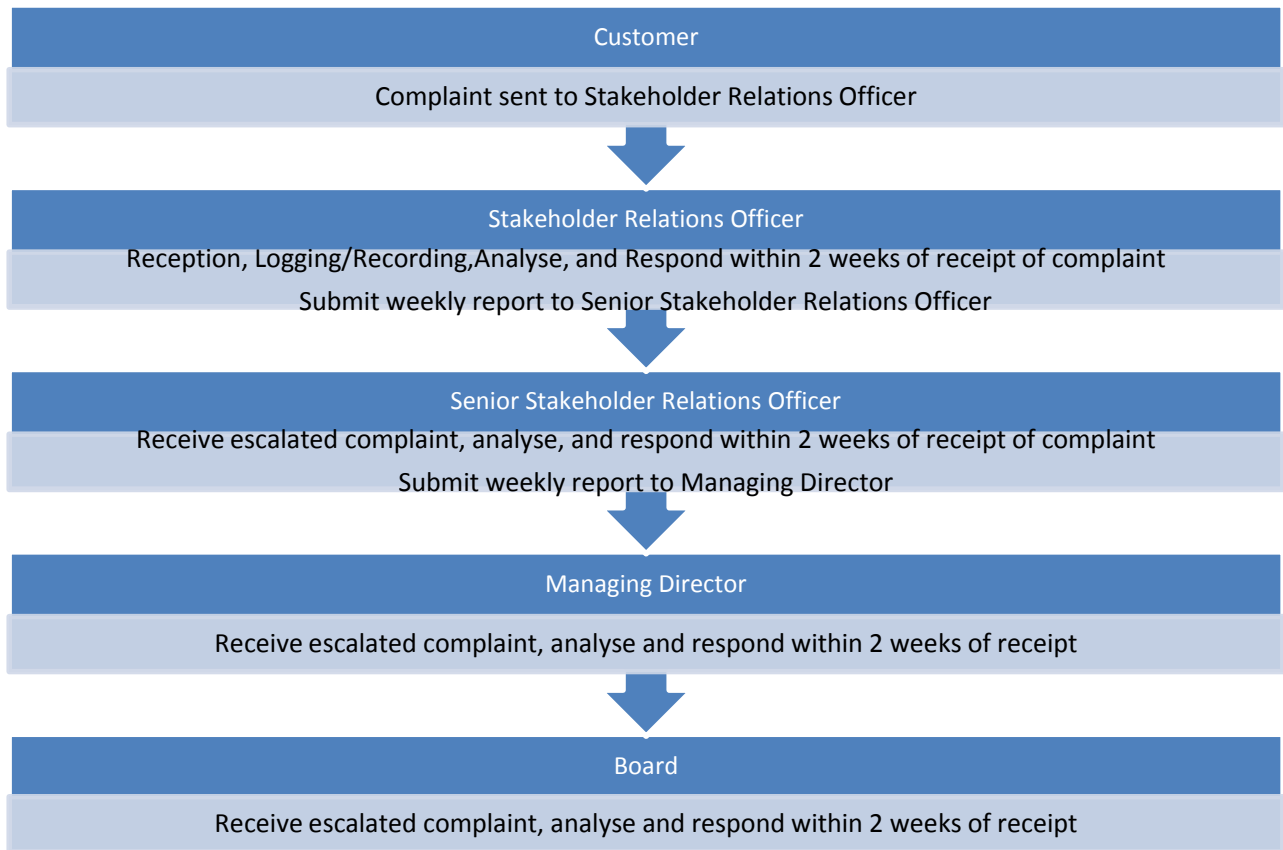 Customer
Complaint sent to Stakeholder Relations Officer
Stakeholder Relations Officer
Reception, Logging/Recording,Analyse, and Respond within 2 weeks of receipt of complaint
Submit weekly report to Senior Stakeholder Relations Officer
Senior Stakeholder Relations Officer
Receive escalated complaint, analyse, and respond within 2 weeks of receipt of complaint
Submit weekly report to Managing Director
Managing Director
Receive escalated complaint, analyse and respond within 2 weeks of receipt
Board
Receive escalated complaint, analyse and respond within 2 weeks of receipt